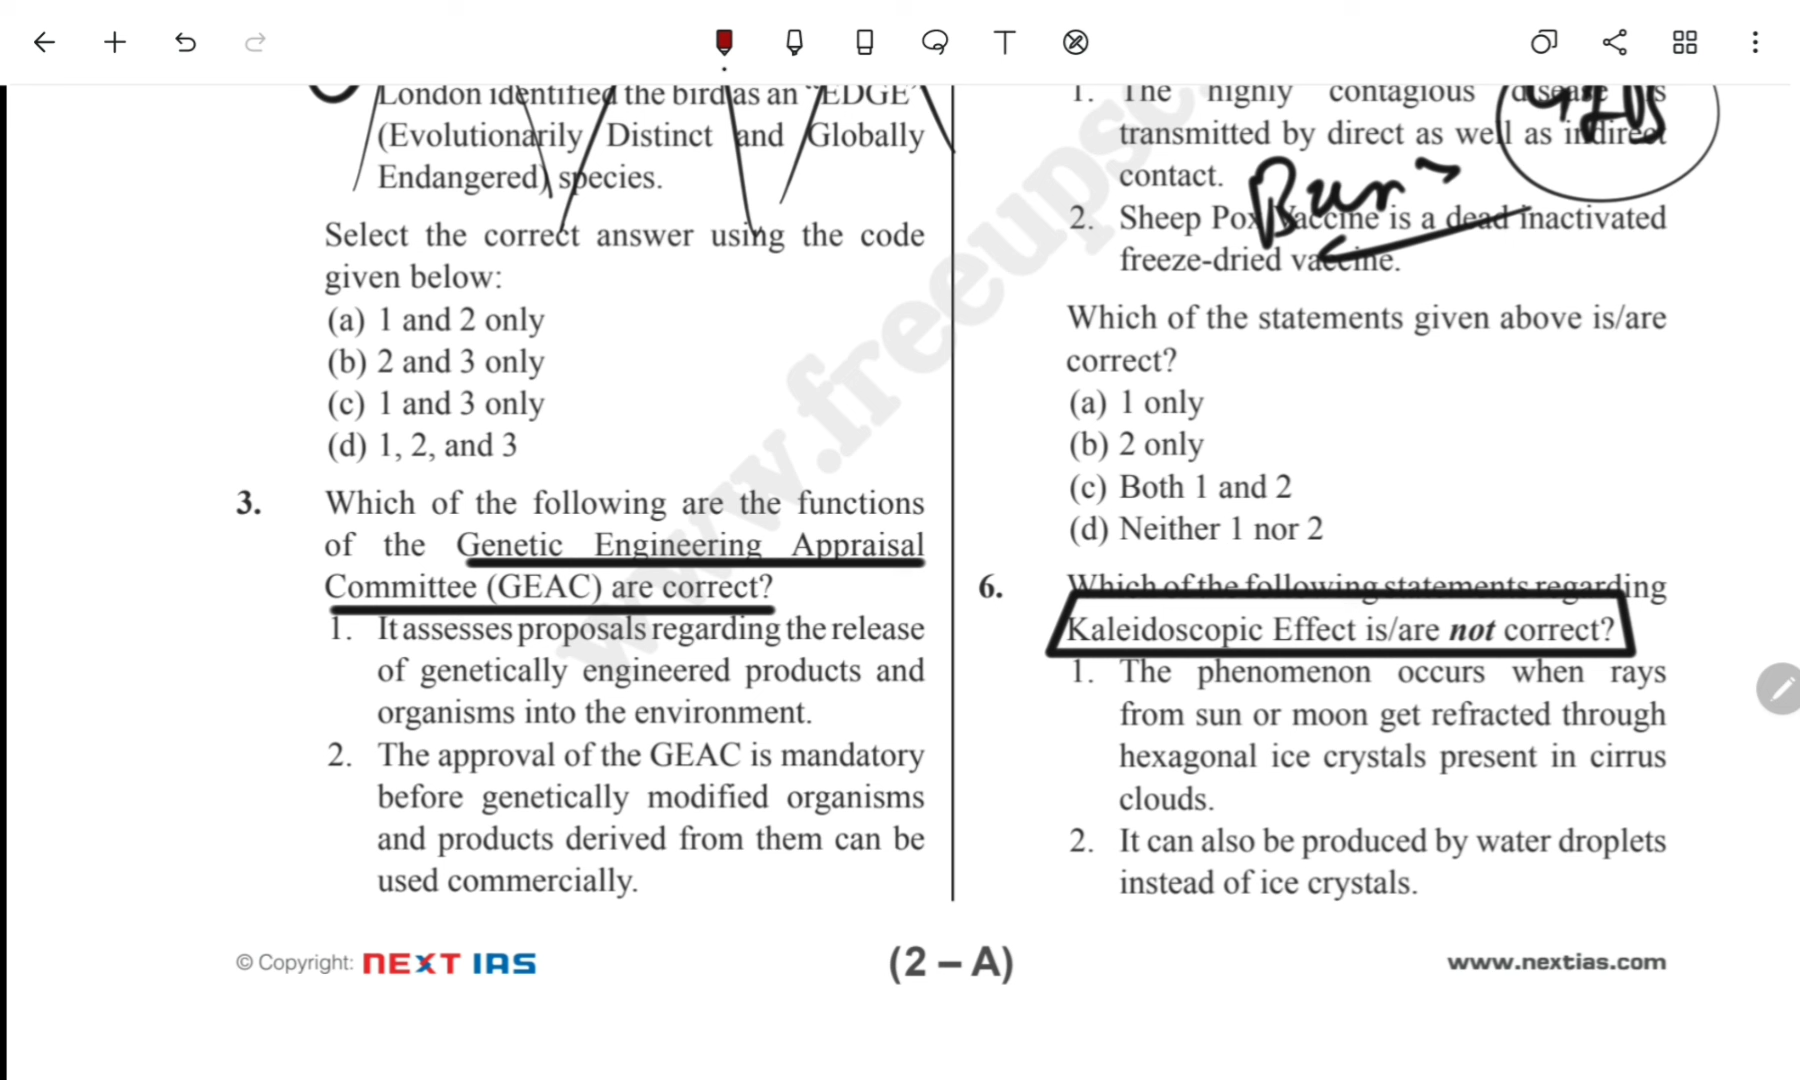 London identified the bird as an "EDGE"
(Evolutionarily Distinct and Globally
Endangered) species.
Select the correct answer using the code
given below:
(a) 1 and 2 only
(b) 2 and 3 only
(c) 1 and 3 only
(d) 1, 2, and 3
3. Which of the following are the functions
of the Genetic Engineering Appraisal
Committee (GEAC) are correct?
1. It assesses proposals regarding the release
of genetically engineered products and
organisms into the environment.
2. The approval of the GEAC is mandatory
before genetically modified organisms
and products derived from them can be
used commercially.
1. The highly contagious disease is
transmitted by direct as well as indirect
contact.
2. Sheep Pox Vaccine is a dead inactivated
freeze-dried vaccine.
Which of the statements given above is/are
correct?
(a) 1 only
(b) 2 only
(c) Both 1 and 2
(d) Neither 1 nor 2
6. Which of the following statements regarding
Kaleidoscopic Effect is/are not correct?
1. The phenomenon occurs when rays
from sun or moon get refracted through
hexagonal ice crystals present in cirrus
clouds.
2. It can also be produced by water droplets
instead of ice crystals.
© Copyright: NEXT IAS
(2 – A)
www.nextias.com
www.freeupsc